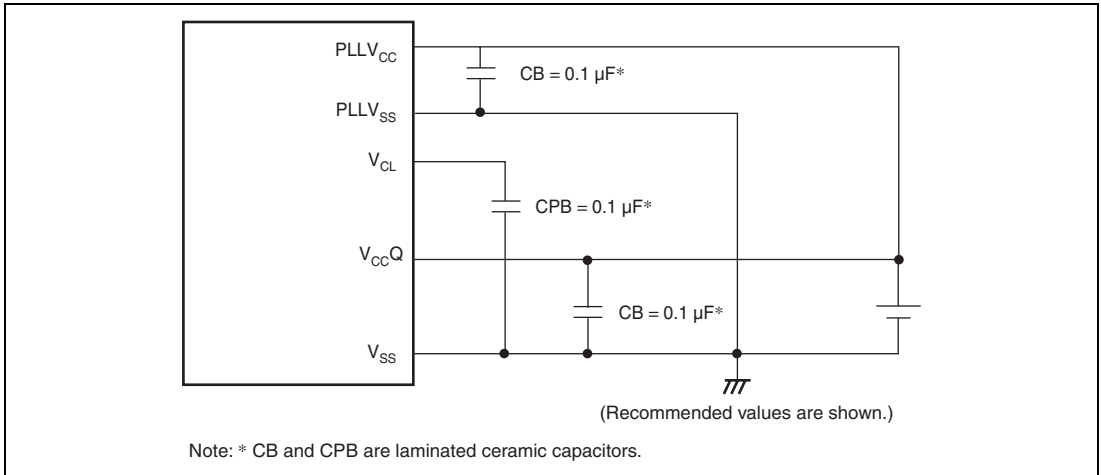 PLLVCC
CB = 0.1 µF*
PLLVSS
VCL
CPB = 0.1 µF*
VCCQ
CB = 0.1 µF*
VSS
(Recommended values are shown.)
Note: * CB and CPB are laminated ceramic capacitors.